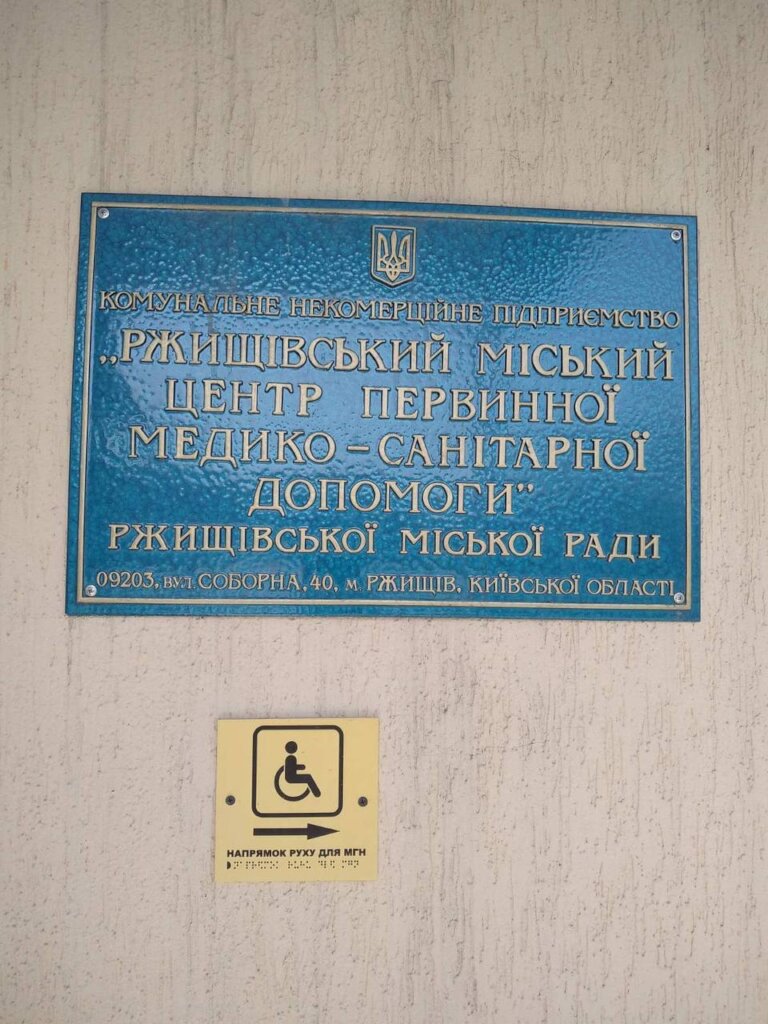 КОМУНАЛЬНЕ НЕКОМЕРЦІЙНЕ ПІДПРИЄМСТВО
„РЖИЩІВСЬКИЙ МІСЬКИЙ
ЦЕНТР ПЕРВИННОЇ
МЕДИКО – САНІТАРНОЇ
ДОПОМОГИ"
РЖИЩІВСЬКОЇ МІСЬКОЇ РАДИ
09203, вул. СОБОРНА, 40, м. РЖИЩІВ, КИЇВСЬКОЇ ОБЛАСТІ
НАПРЯМОК РУХУ ДЛЯ МГН